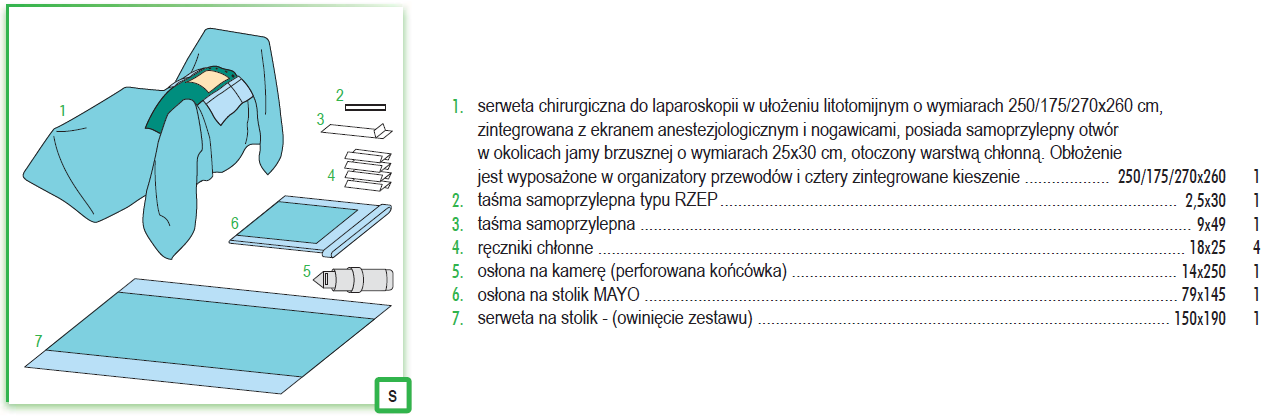 1
2
3
4
6
5
7
S
1. serweta chirurgiczna do laparoskopii w ułożeniu litotomijnym o wymiarach 250/175/270x260 cm,
zintegrowana z ekranem anestezjologicznym i nogawicami, posiada samoprzylepny otwór
w okolicach jamy brzusznej o wymiarach 25x30 cm, otoczony warstwą chłonną. Obłożenie
jest wyposażone w organizatory przewodów i cztery zintegrowane kieszenie .................. 250/175/270x260 1
2. taśma samoprzylepna typu RZEP .................. 2,5x30 1
3. taśma samoprzylepna .................. 9x49 1
4. ręczniki chłonne .................. 18x25 4
5. osłona na kamerę (perforowana końcówka) .................. 14x250 1
6. osłona na stolik MAYO .................. 79x145 1
7. serweta na stolik - (owinięcie zestawu) .................. 150x190 1